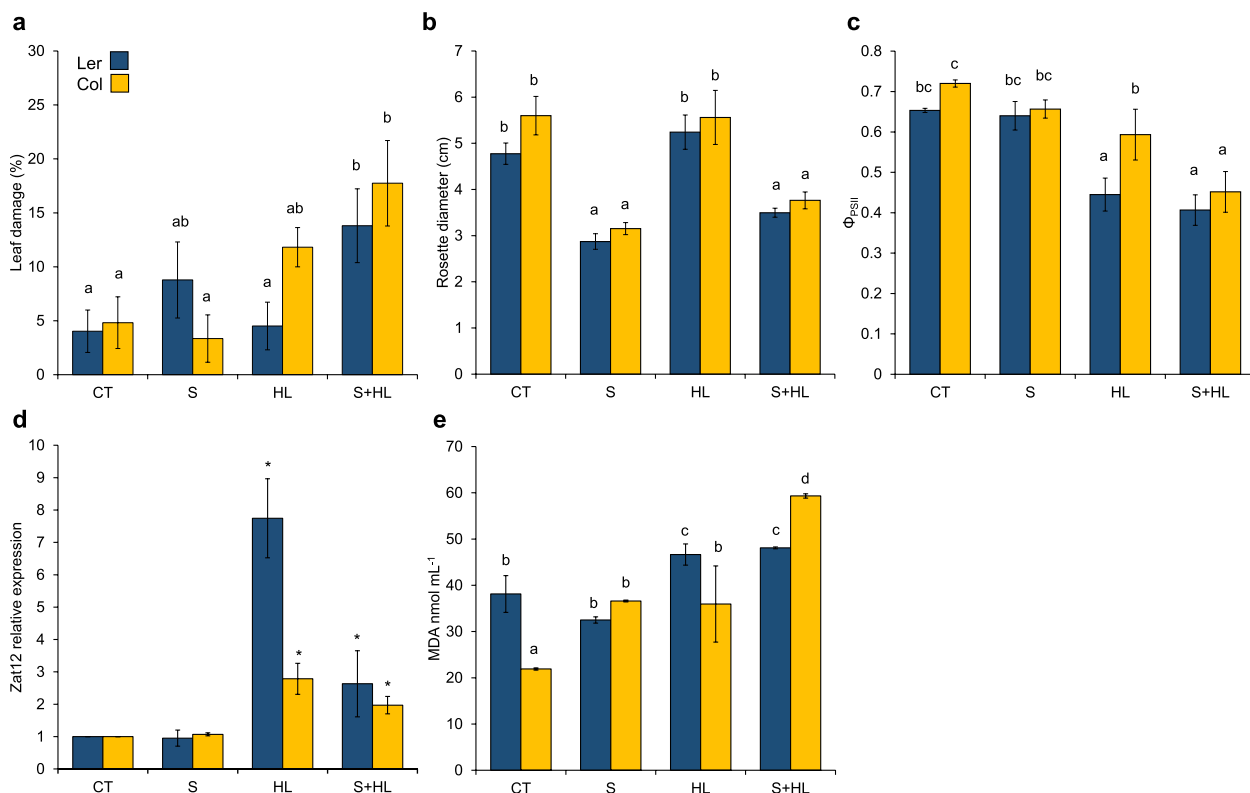 a
30
25
20
15
10
5
0
Leaf damage (%)
Ler
Col
a
a
ab
a
a
ab
b
b
CT
S
HL
S+HL
b
7
6
5
4
3
2
1
0
Rosette diameter (cm)
b
b
a
a
b
b
a
a
CT
S
HL
S+HL
c
0.8
0.7
0.6
0.5
0.4
0.3
0.2
0.1
0
ΦPSII
bc
c
bc
bc
a
b
a
a
CT
S
HL
S+HL
d
10
9
8
7
6
5
4
3
2
1
0
Zat12 relative expression
*
*
*
*
CT
S
HL
S+HL
e
70
60
50
40
30
20
10
0
MDA nmol mL-1
b
a
b
b
c
b
c
d
CT
S
HL
S+HL